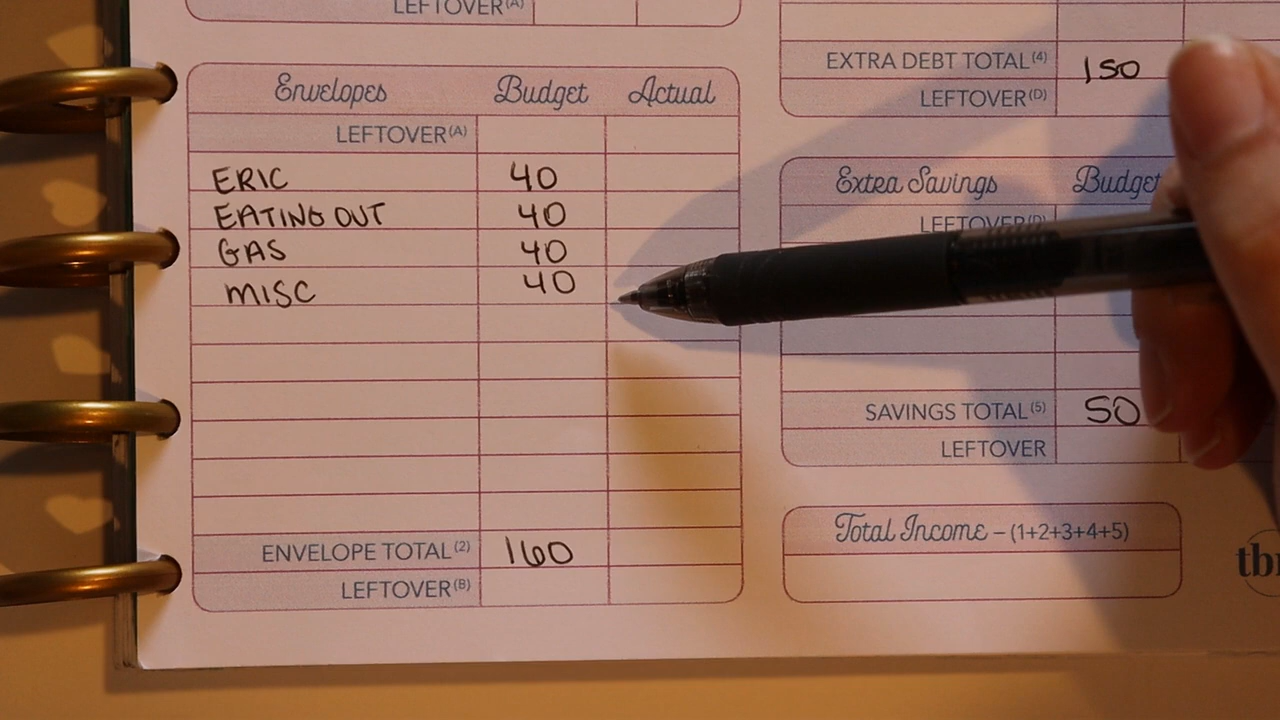 LEFTOVER(A)
Envelopes Budget Actual
LEFTOVER(A)
ERIC 40
EATING OUT 40
GAS 40
MISC 40
ENVELOPE TOTAL(2) 160
LEFTOVER(B)
EXTRA DEBT TOTAL(4) 150
LEFTOVER(D)
Extra Savings Budget
LEFTOVER(D)
SAVINGS TOTAL(5) 50
LEFTOVER
Total Income – (1+2+3+4+5)